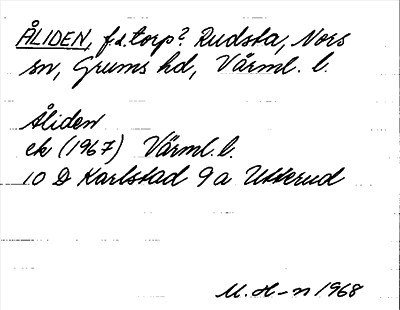 ÅLIDEN, f.d. torp? Rudsta, Nors
sn, Grums hd, Värml. l.
Åliden
ek (1967) Värml. l.
10 D Karlstad 9 a Utterud
M. H-n 1968